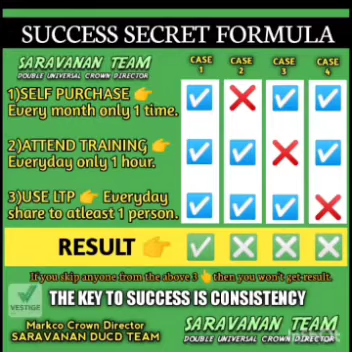 SUCCESS SECRET FORMULA
SARAVANAN TEAM
DOUBLE UNIVERSAL CROWN DIRECTOR
CASE 1
CASE 2
CASE 3
CASE 4
1)SELF PURCHASE
Every month only 1 time.
2)ATTEND TRAINING
Everyday only 1 hour.
3)USE LTP Everyday
share to atleast 1 person.
RESULT
If you skip anyone from the above 3 then you won't get result.
THE KEY TO SUCCESS IS CONSISTENCY
VESTIGE
Markco Crown Director
SARAVANAN DUCD TEAM
SARAVANAN TEAM
DOUBLE UNIVERSAL CROWN DIRECTOR